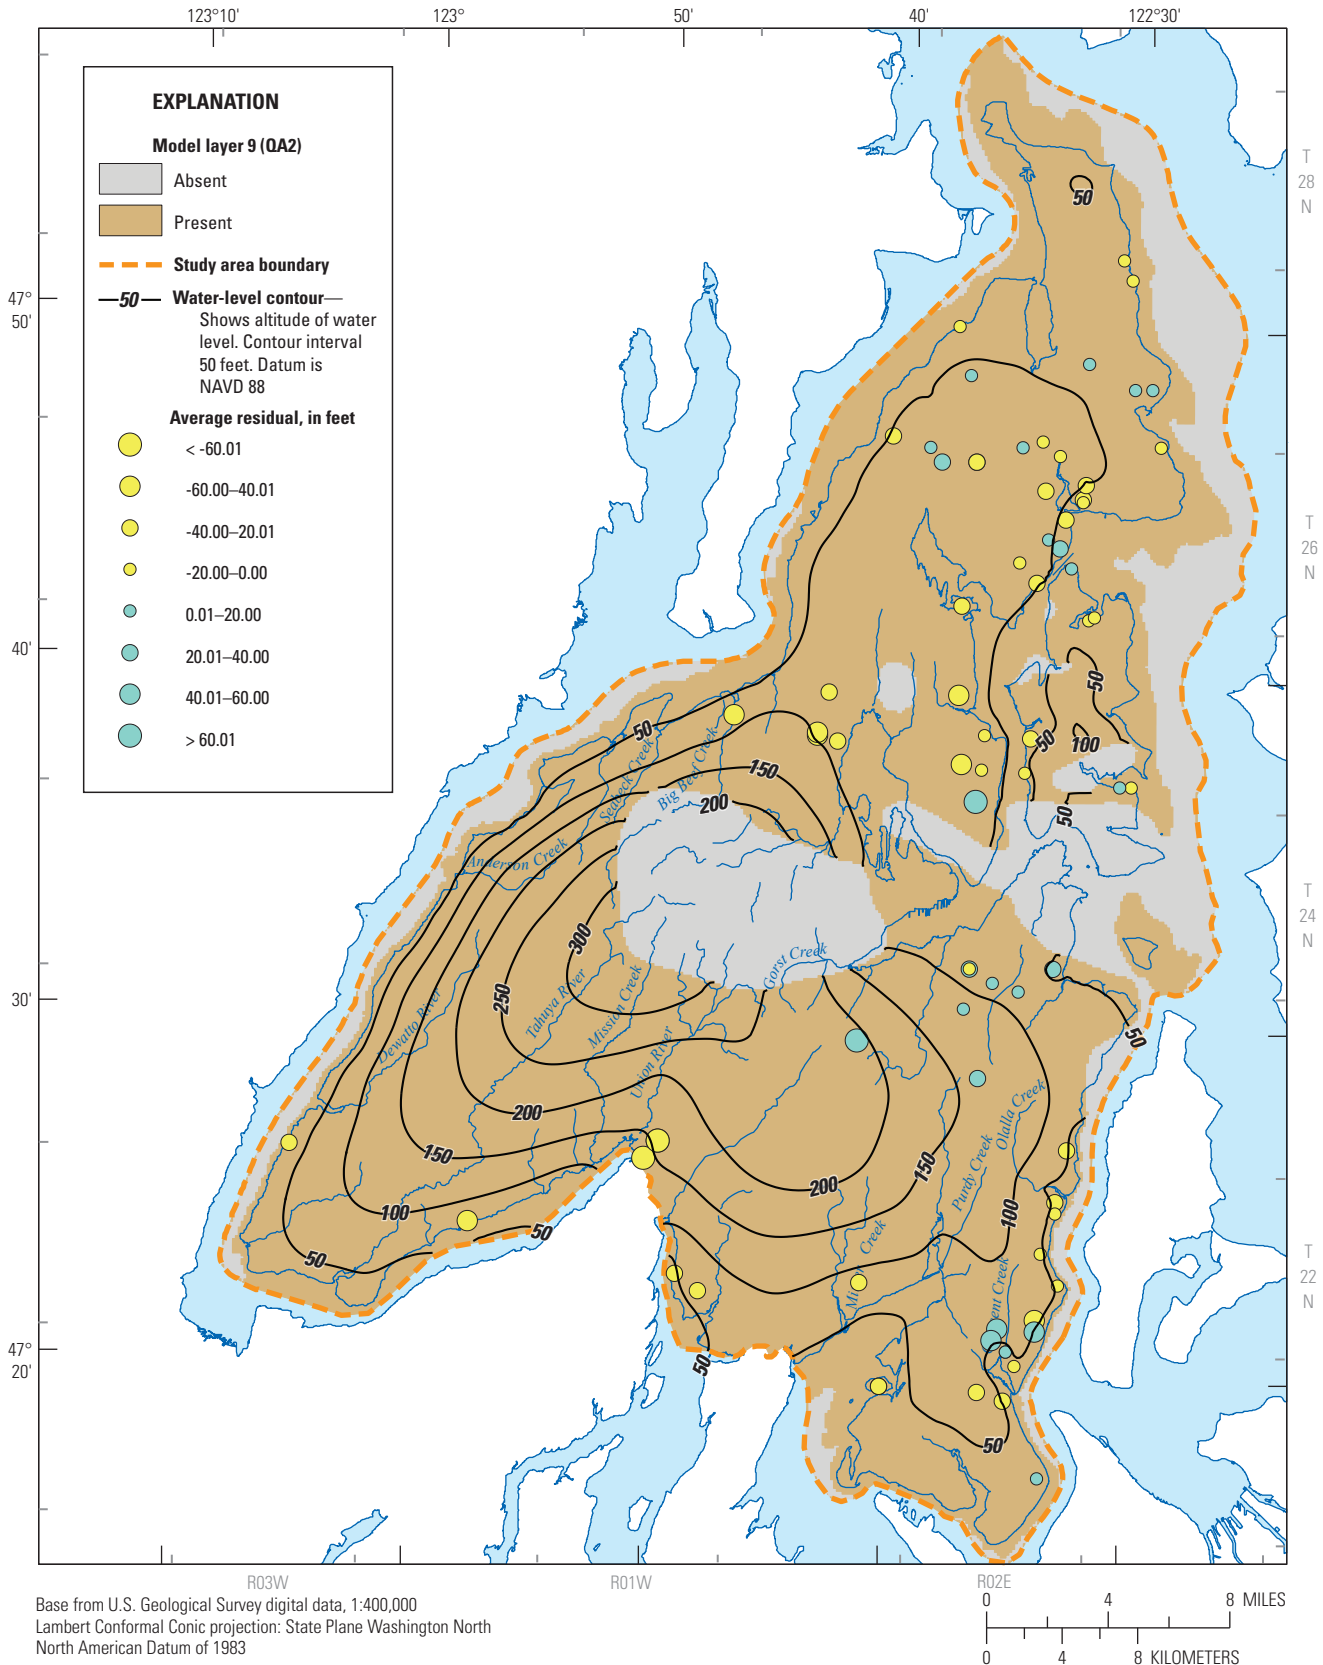 123°10'
123°
50'
40'
122°30'
EXPLANATION
Model layer 9 (QA2)
Absent
Present
Study area boundary
50
Water-level contour—
Shows altitude of water
level. Contour interval
50 feet. Datum is
NAVD 88
Average residual, in feet
< -60.01
-60.00–40.01
-40.00–20.01
-20.00–0.00
0.01–20.00
20.01–40.00
40.01–60.00
> 60.01
T
28
N
50
47°
50'
T
26
N
40'
50
50
50
100
150
Seabeck Creek
Big Beef Creek
200
50
Anderson Creek
T
24
N
300
Gorst Creek
250
Tahuya River
Mission Creek
30'
Dewatto River
Union River
50
200
Olalla Creek
150
Purdy Creek
150
200
100
100
50
50
Creek
ent Creek
T
22
N
47°
20'
50
50
R03W
R01W
R02E
Base from U.S. Geological Survey digital data, 1:400,000
Lambert Conformal Conic projection: State Plane Washington North
North American Datum of 1983
0 4 8 MILES
0 4 8 KILOMETERS